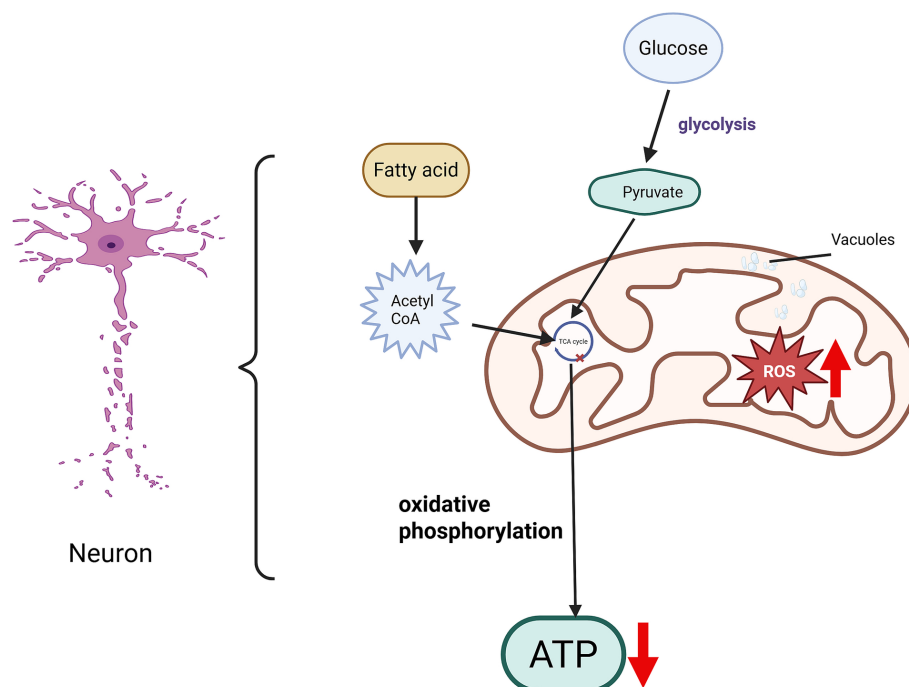 Glucose
glycolysis
Fatty acid
Pyruvate
Vacuoles
Acetyl
CoA
TCA cycle
ROS
oxidative
phosphorylation
Neuron
ATP